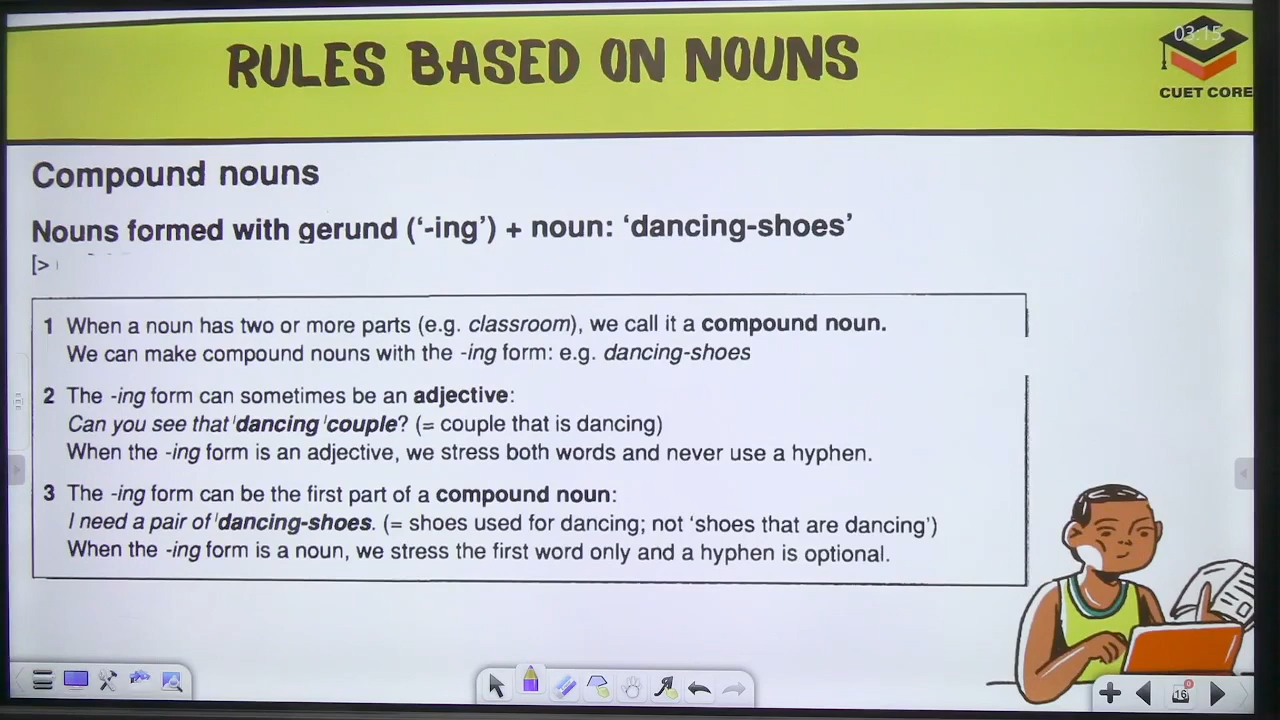 RULES BASED ON NOUNS
03:15
CUET CORE
Compound nouns
Nouns formed with gerund ('-ing') + noun: 'dancing-shoes'
[>
1 When a noun has two or more parts (e.g. classroom), we call it a compound noun.
We can make compound nouns with the -ing form: e.g. dancing-shoes
2 The -ing form can sometimes be an adjective:
Can you see that 'dancing 'couple? (= couple that is dancing)
When the -ing form is an adjective, we stress both words and never use a hyphen.
3 The -ing form can be the first part of a compound noun:
I need a pair of 'dancing-shoes. (= shoes used for dancing; not 'shoes that are dancing')
When the -ing form is a noun, we stress the first word only and a hyphen is optional.
16